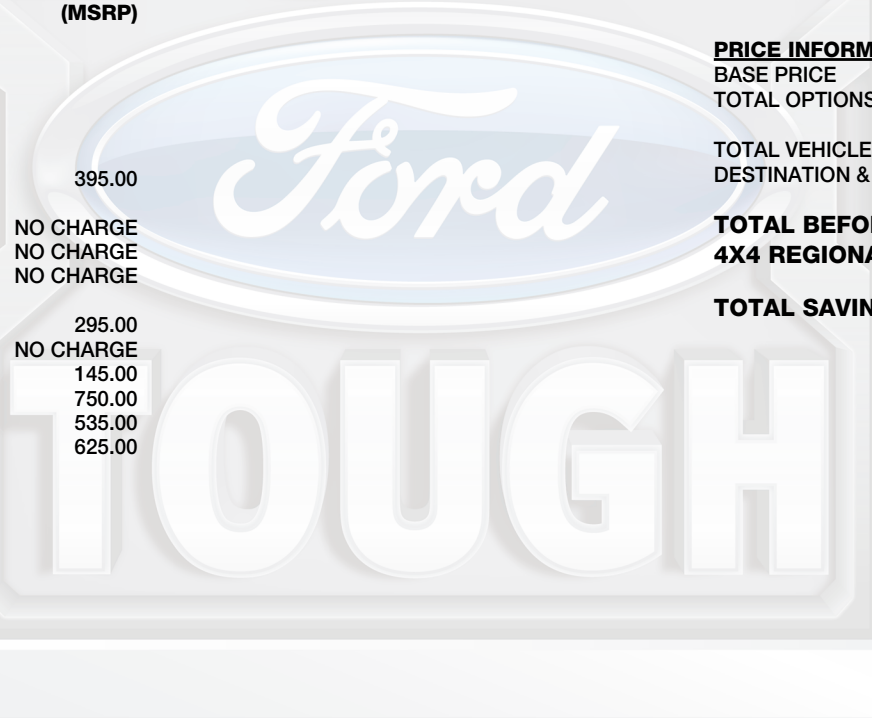 (MSRP)
395.00
NO CHARGE
NO CHARGE
NO CHARGE
295.00
NO CHARGE
145.00
750.00
535.00
625.00
PRICE INFORM
BASE PRICE
TOTAL OPTIONS
TOTAL VEHICLE
DESTINATION &
TOTAL BEFO
4X4 REGIONA
TOTAL SAVIN
Ford
TOUGH